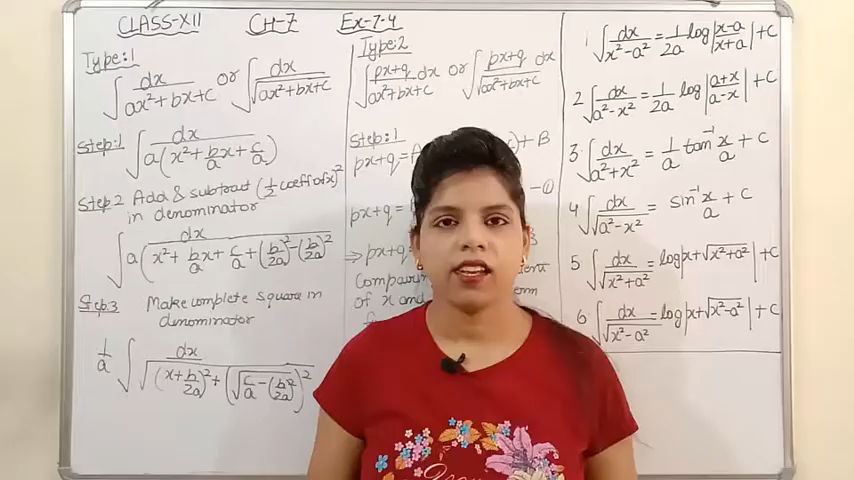 CLASS-XII CH-7 Ex-7.4
Type:1
∫ dx/(ax²+bx+c) or ∫ dx/√(ax²+bx+c)
Step:1 ∫ dx/(a(x²+b/a x+c/a))
Step 2 Add & subtract (1/2 coeff of x)²
in denominator
∫ dx/(a(x²+b/a x+c/a+(b/2a)²-(b/2a)²))
Step:3 Make complete square in
denominator
1/a ∫ dx/√((x+b/2a)²+(√(c/a-(b/2a)²))²)
Type:2
∫ (px+q)/(ax²+bx+c) dx or ∫ (px+q)/√(ax²+bx+c) dx
Step:1
px+q = )+B
px+q = -①
⇒ px+q =
of x and
1 ∫ dx/(x²-a²) = 1/2a log|(x-a)/(x+a)|+C
2 ∫ dx/(a²-x²) = 1/2a log|(a+x)/(a-x)|+C
3. ∫ dx/(a²+x²) = 1/a tan⁻¹ x/a + C
4 ∫ dx/√(a²-x²) = sin⁻¹ x/a + C
5 ∫ dx/√(x²+a²) = log|x+√(x²+a²)|+C
6. ∫ dx/√(x²-a²) = log|x+√(x²-a²)|+C